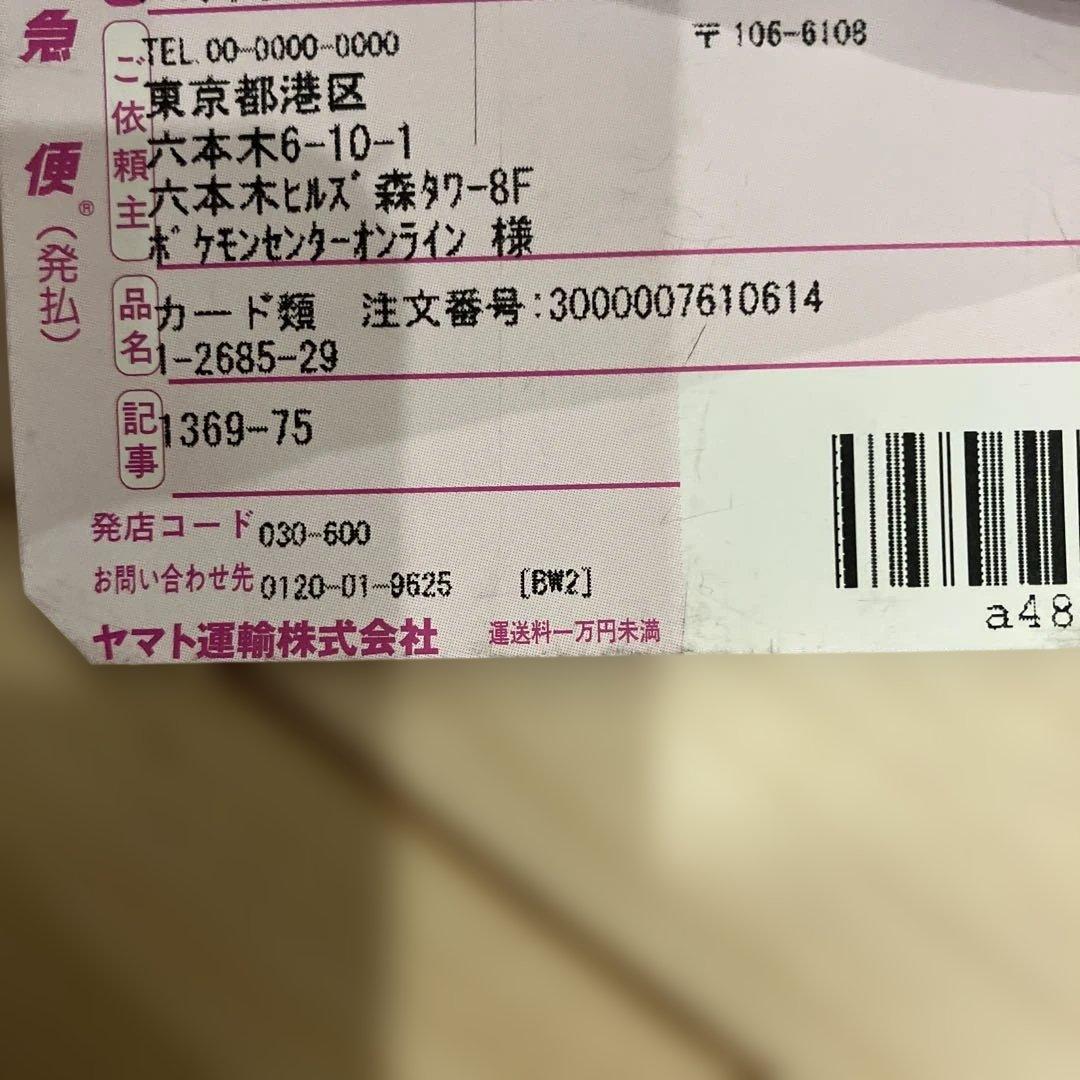 急便®(発払)
ご依頼主
TEL.00-0000-0000 〒106-6108
東京都港区
六本木6-10-1
六本木ヒルズ森タワー8F
ポケモンセンターオンライン 様
品名
カード類 注文番号:3000007610614
1-2685-29
記事
1369-75
発店コード 030-600
お問い合わせ先 0120-01-9625 [BW2]
ヤマト運輸株式会社 運送料一万円未満
a48